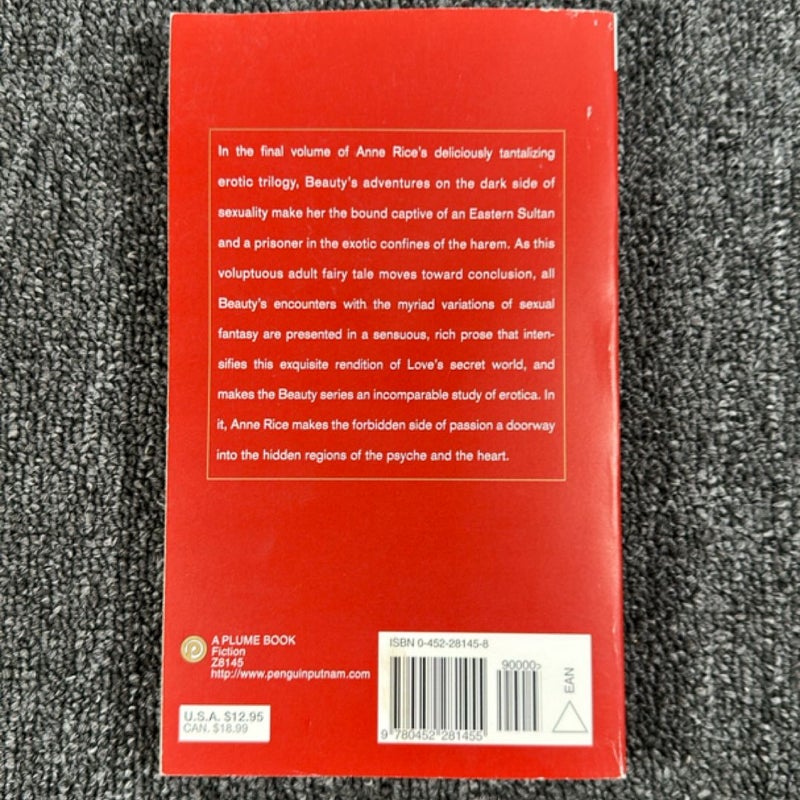 In the final volume of Anne Rice's deliciously tantalizing
erotic trilogy, Beauty's adventures on the dark side of
sexuality make her the bound captive of an Eastern Sultan
and a prisoner in the exotic confines of the harem. As this
voluptuous adult fairy tale moves toward conclusion, all
Beauty's encounters with the myriad variations of sexual
fantasy are presented in a sensuous, rich prose that inten-
sifies this exquisite rendition of Love's secret world, and
makes the Beauty series an incomparable study of erotica. In
it, Anne Rice makes the forbidden side of passion a doorway
into the hidden regions of the psyche and the heart.
A PLUME BOOK
Fiction
Z8145
http://www.penguinputnam.com
U.S.A. $12.95
CAN. $18.99
ISBN 0-452-28145-8
90000>
EAN
9 780452 281455